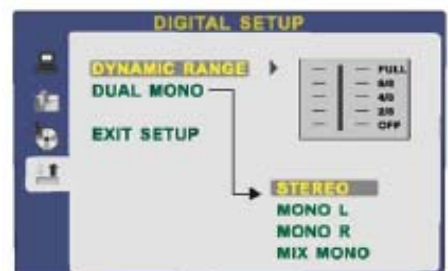 DIGITAL SETUP
DYNAMIC RANGE
DUAL MONO
EXIT SETUP
FULL
6/8
4/8
2/8
OFF
STEREO
MONO L
MONO R
MIX MONO